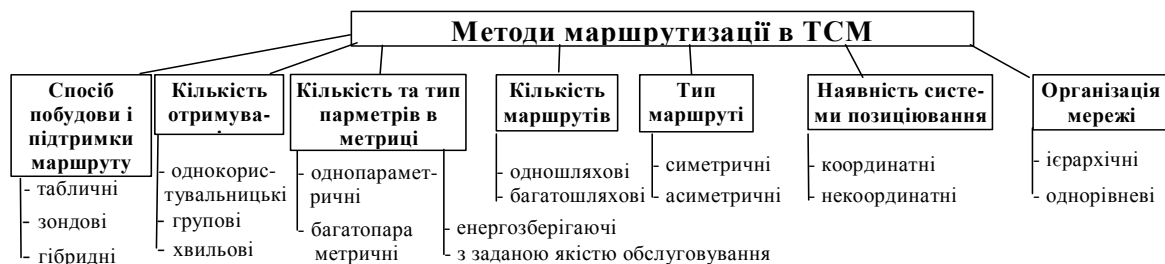 Методи маршрутизації в ТСМ
Спосіб
побудови і
підтримки
маршруту
- табличні
- зондові
- гібридні
Кількість
отримува-
- однокорис-
тувальницькі
- групові
- хвильові
Кількість та тип
парметрів в
метриці
- однопарамет-
ричні
- багатопара
метричні
- енергозберігаючі
- з заданою якістю обслуговування
Кількість
маршрутів
- одношляхові
- багатошляхові
Тип
маршруті
- симетричні
- асиметричні
Наявність систе-
ми позиціювання
- координатні
- некоординатні
Організація
мережі
- ієрархічні
- однорівневі